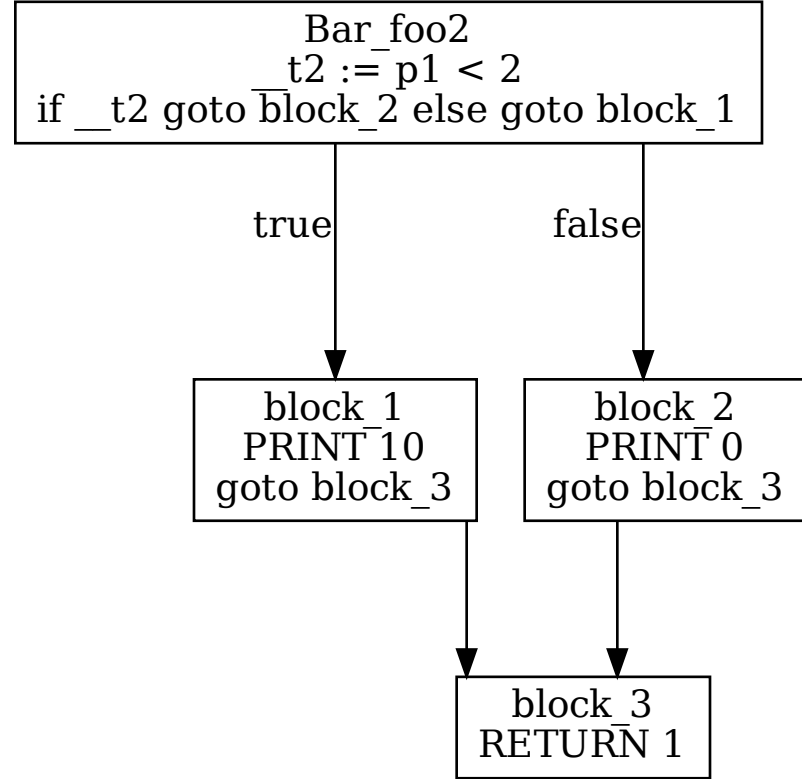 Bar_foo2
__t2 := p1 < 2
if __t2 goto block_2 else goto block_1
true
false
block_1
PRINT 10
goto block_3
block_2
PRINT 0
goto block_3
block_3
RETURN 1